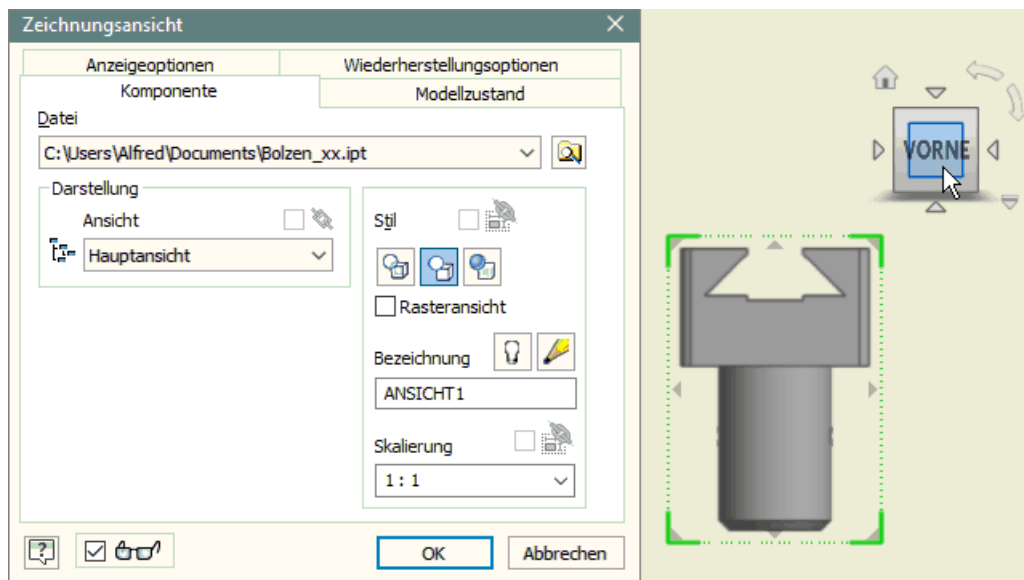 Zeichnungsansicht
Anzeigeoptionen
Wiederherstellungsoptionen
Komponente
Modellzustand
Datei
C:\Users\Alfred\Documents\Bolzen_xx.ipt
Darstellung
Ansicht
Hauptansicht
Stil
Rasteransicht
Bezeichnung
ANSICHT1
Skalierung
1 : 1
?
OK
Abbrechen
VORNE